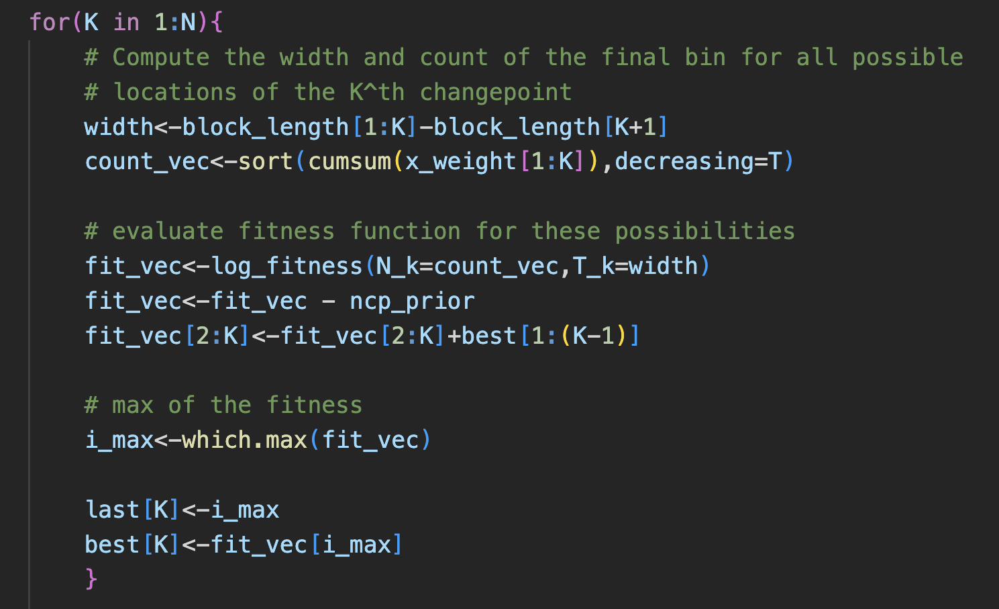 for(K in 1:N){
# Compute the width and count of the final bin for all possible
# locations of the K^th changepoint
width<-block_length[1:K]-block_length[K+1]
count_vec<-sort(cumsum(x_weight[1:K]),decreasing=T)
# evaluate fitness function for these possibilities
fit_vec<-log_fitness(N_k=count_vec,T_k=width)
fit_vec<-fit_vec - ncp_prior
fit_vec[2:K]<-fit_vec[2:K]+best[1:(K-1)]
# max of the fitness
i_max<-which.max(fit_vec)
last[K]<-i_max
best[K]<-fit_vec[i_max]
}